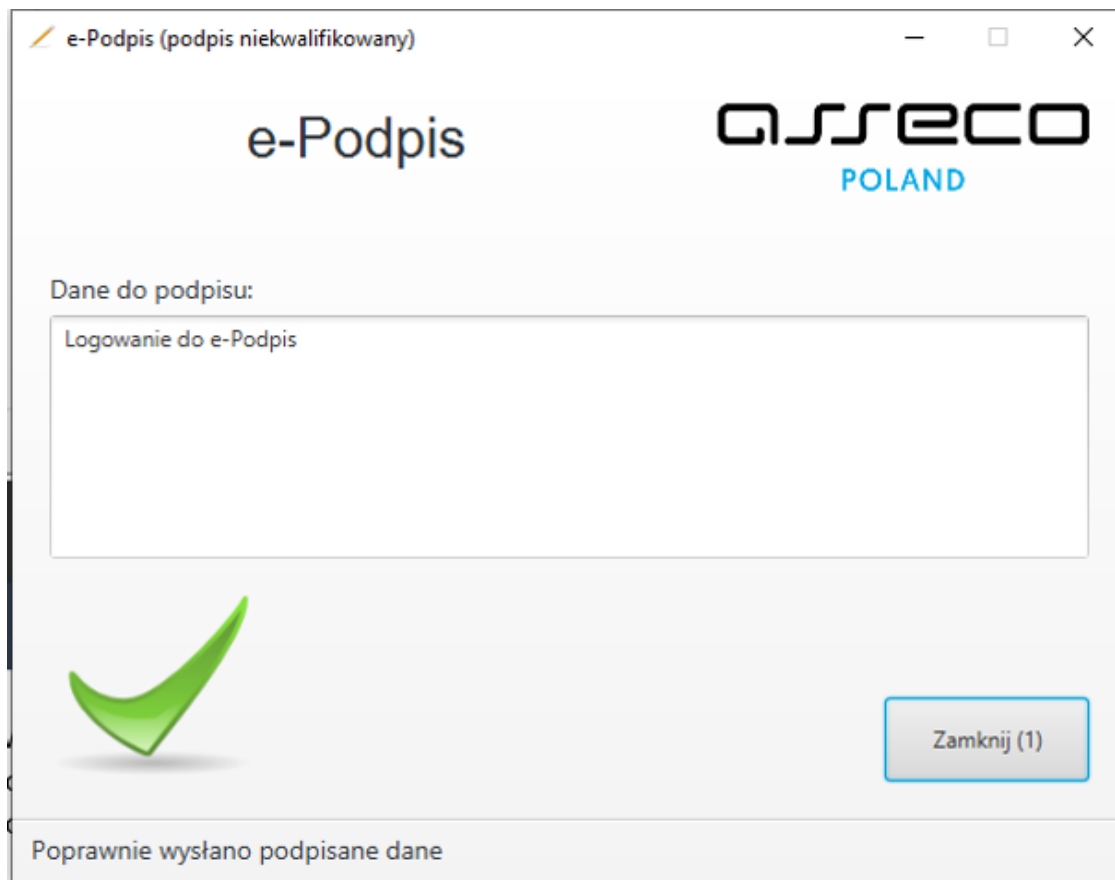 e-Podpis (podpis niekwalifikowany)
e-Podpis
asseco
POLAND
Dane do podpisu:
Logowanie do e-Podpis
Zamknij (1)
Poprawnie wysłano podpisane dane